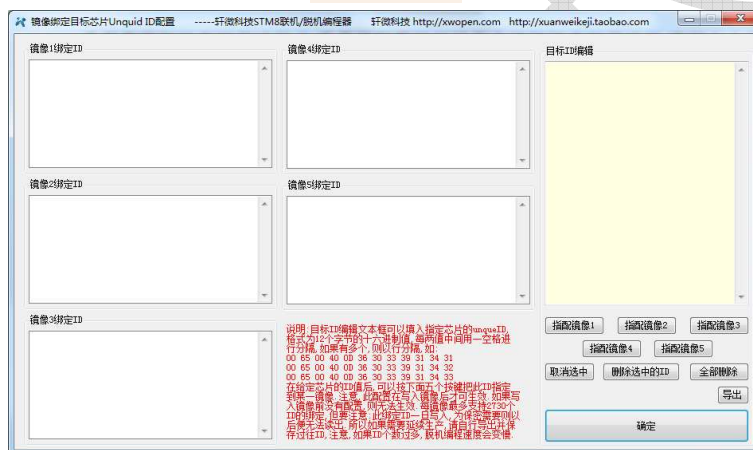 镜像绑定目标芯片Unquid ID配置 -----轩微科技STM8联机/脱机编程器 轩微科技 http://xwopen.com http://xuanweikeji.taobao.com
镜像1绑定ID
镜像4绑定ID
目标ID编辑
镜像2绑定ID
镜像5绑定ID
镜像3绑定ID
说明:目标ID编辑文本框可以填入指定芯片的unqueID,
格式为12个字节的十六进制值,每两值中间用一空格进
行分隔,如果有多个,则以行分隔,如:
00 65 00 40 0D 36 30 33 39 31 34 31
00 65 00 40 0D 36 30 33 39 31 34 32
00 65 00 40 0D 36 30 33 39 31 34 33
在给定芯片的ID值后,可以按下面五个按键把此ID指定
到某一镜像.注意,此配置在写入镜像后才可生效.如果写
入镜像前没有配置,则无法生效.每镜像最多支持2730个
ID的绑定,但要注意:此绑定ID一旦写入,为保密需要则以
后便无法读出,所以如果需要延续生产,请自行导出并保
存过往ID,注意,如果ID个数过多,脱机编程速度会变慢.
指配镜像1 指配镜像2 指配镜像3
指配镜像4 指配镜像5
取消选中 删除选中的ID 全部删除
导出
确定